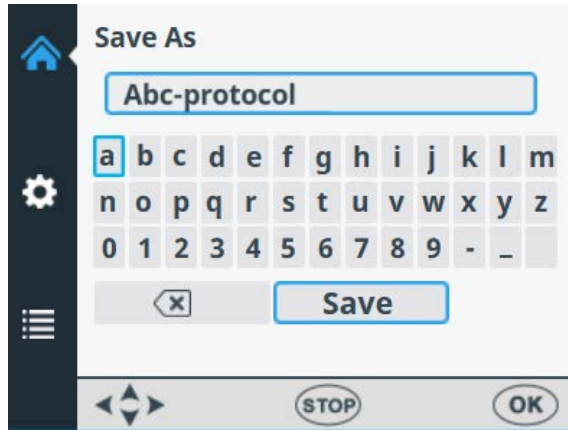 Save As
Abc-protocol
a b c d e f g h i j k l m
n o p q r s t u v w x y z
0 1 2 3 4 5 6 7 8 9 - _
Save
STOP OK